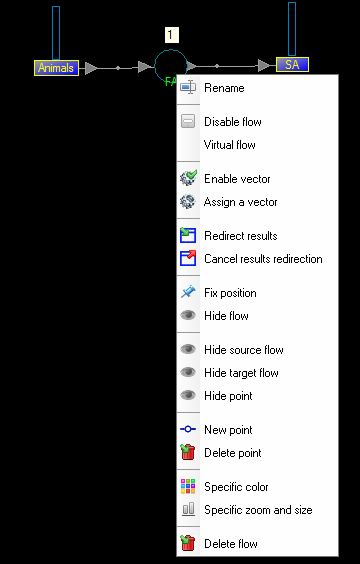 1
Animals
SA
FA
Rename
Disable flow
Virtual flow
Enable vector
Assign a vector
Redirect results
Cancel results redirection
Fix position
Hide flow
Hide source flow
Hide target flow
Hide point
New point
Delete point
Specific color
Specific zoom and size
Delete flow